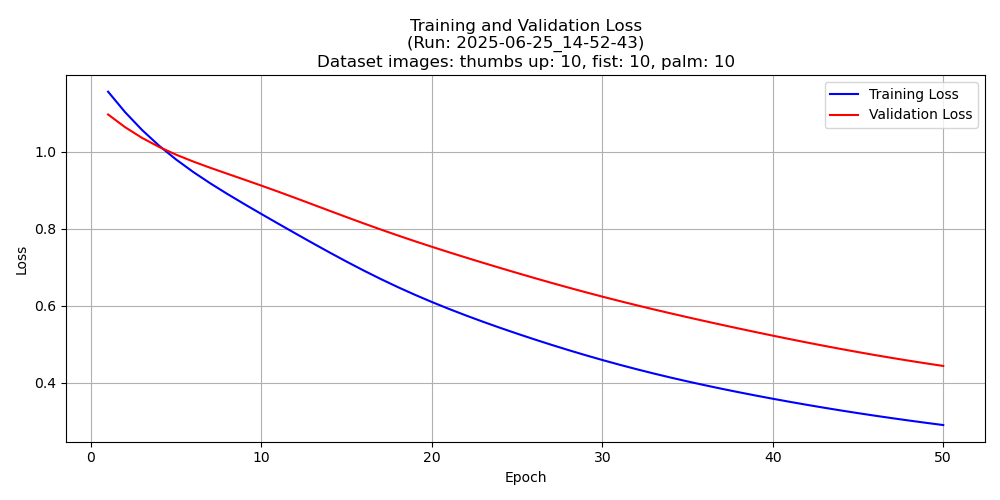 Training and Validation Loss
(Run: 2025-06-25_14-52-43)
Dataset images: thumbs up: 10, fist: 10, palm: 10
Training Loss
Validation Loss
1.0
0.8
0.6
0.4
Loss
0 10 20 30 40 50
Epoch